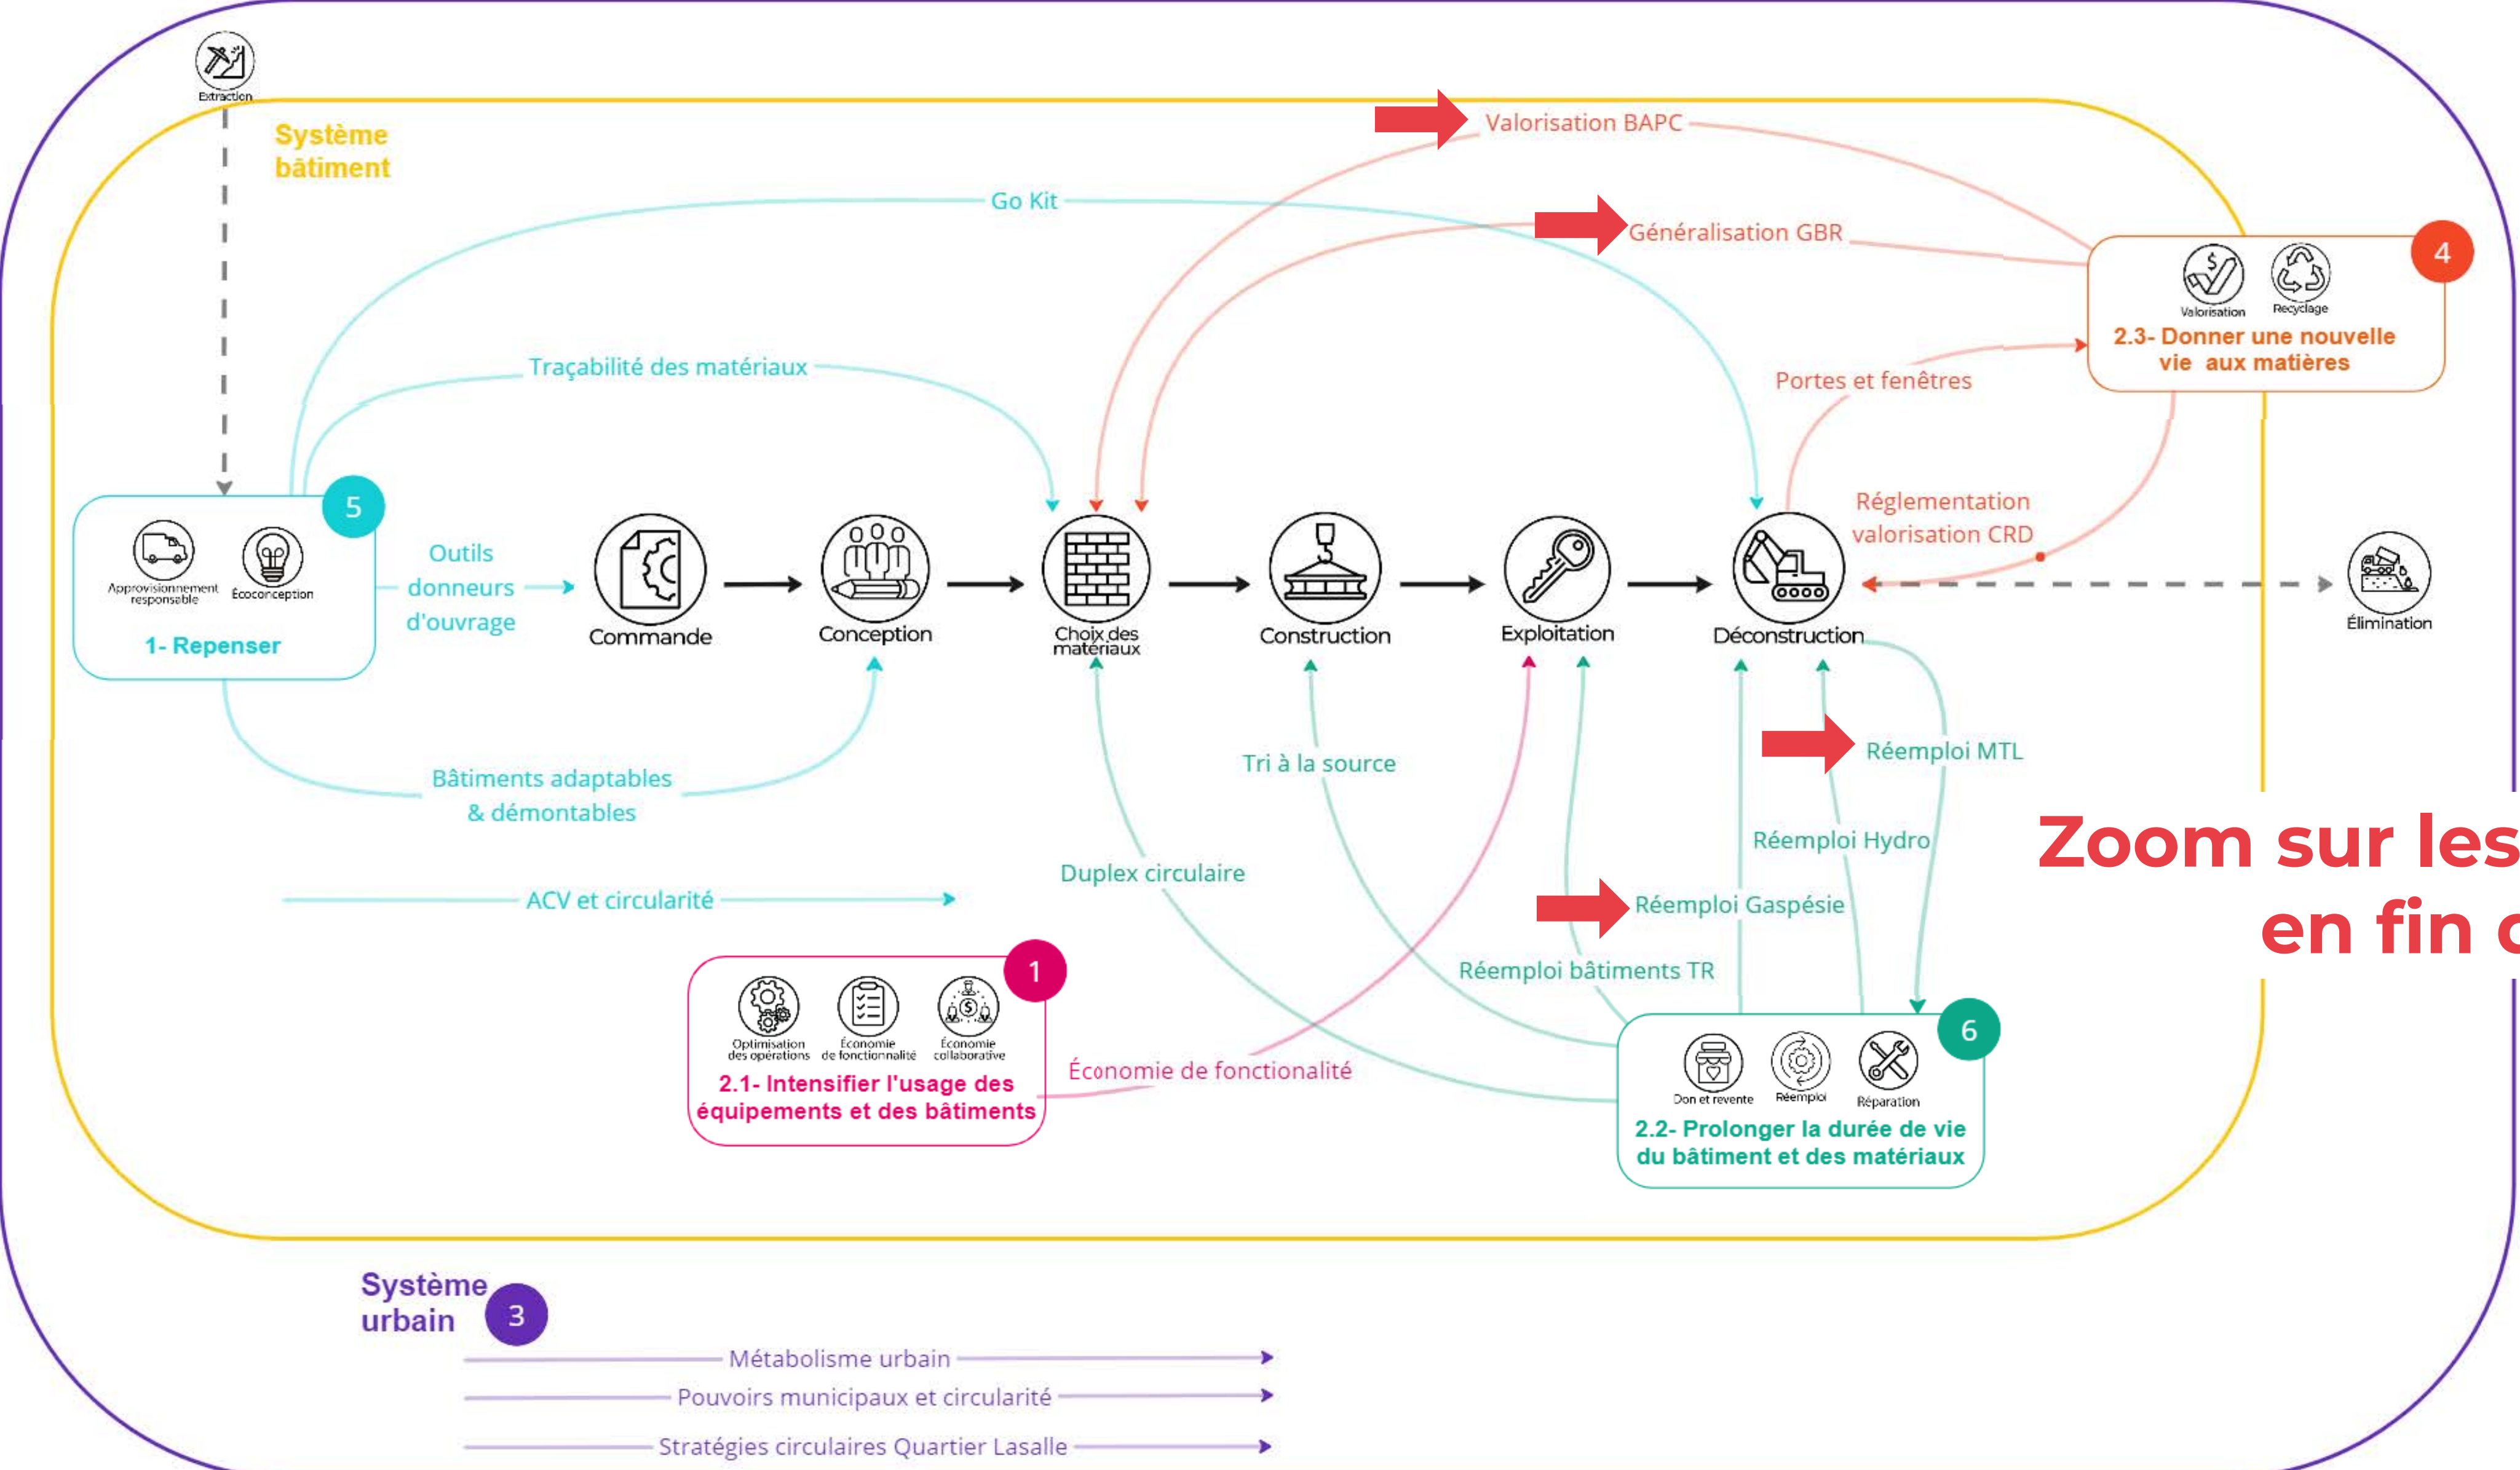 Extraction
Système
bâtiment
Valorisation BAPC
Go Kit
Généralisation GBR
4
Valorisation
Recyclage
2.3- Donner une nouvelle
vie aux matières
Traçabilité des matériaux
Portes et fenêtres
5
Approvisionnement
responsable
Écoconception
1- Repenser
Outils
donneurs
d'ouvrage
Commande
Conception
Choix des
matériaux
Construction
Exploitation
Déconstruction
Réglementation
valorisation CRD
Élimination
Bâtiments adaptables
& démontables
Tri à la source
Réemploi MTL
Réemploi Hydro
Zoom sur les
en fin
Duplex circulaire
ACV et circularité
Réemploi Gaspésie
Réemploi bâtiments TR
1
Optimisation
des opérations
Économie
de fonctionnalité
Économie
collaborative
2.1- Intensifier l'usage des
équipements et des bâtiments
Économie de fonctionalité
6
Don et revente
Réemploi
Réparation
2.2- Prolonger la durée de vie
du bâtiment et des matériaux
Système
urbain
3
Métabolisme urbain
Pouvoirs municipaux et circularité
Stratégies circulaires Quartier Lasalle